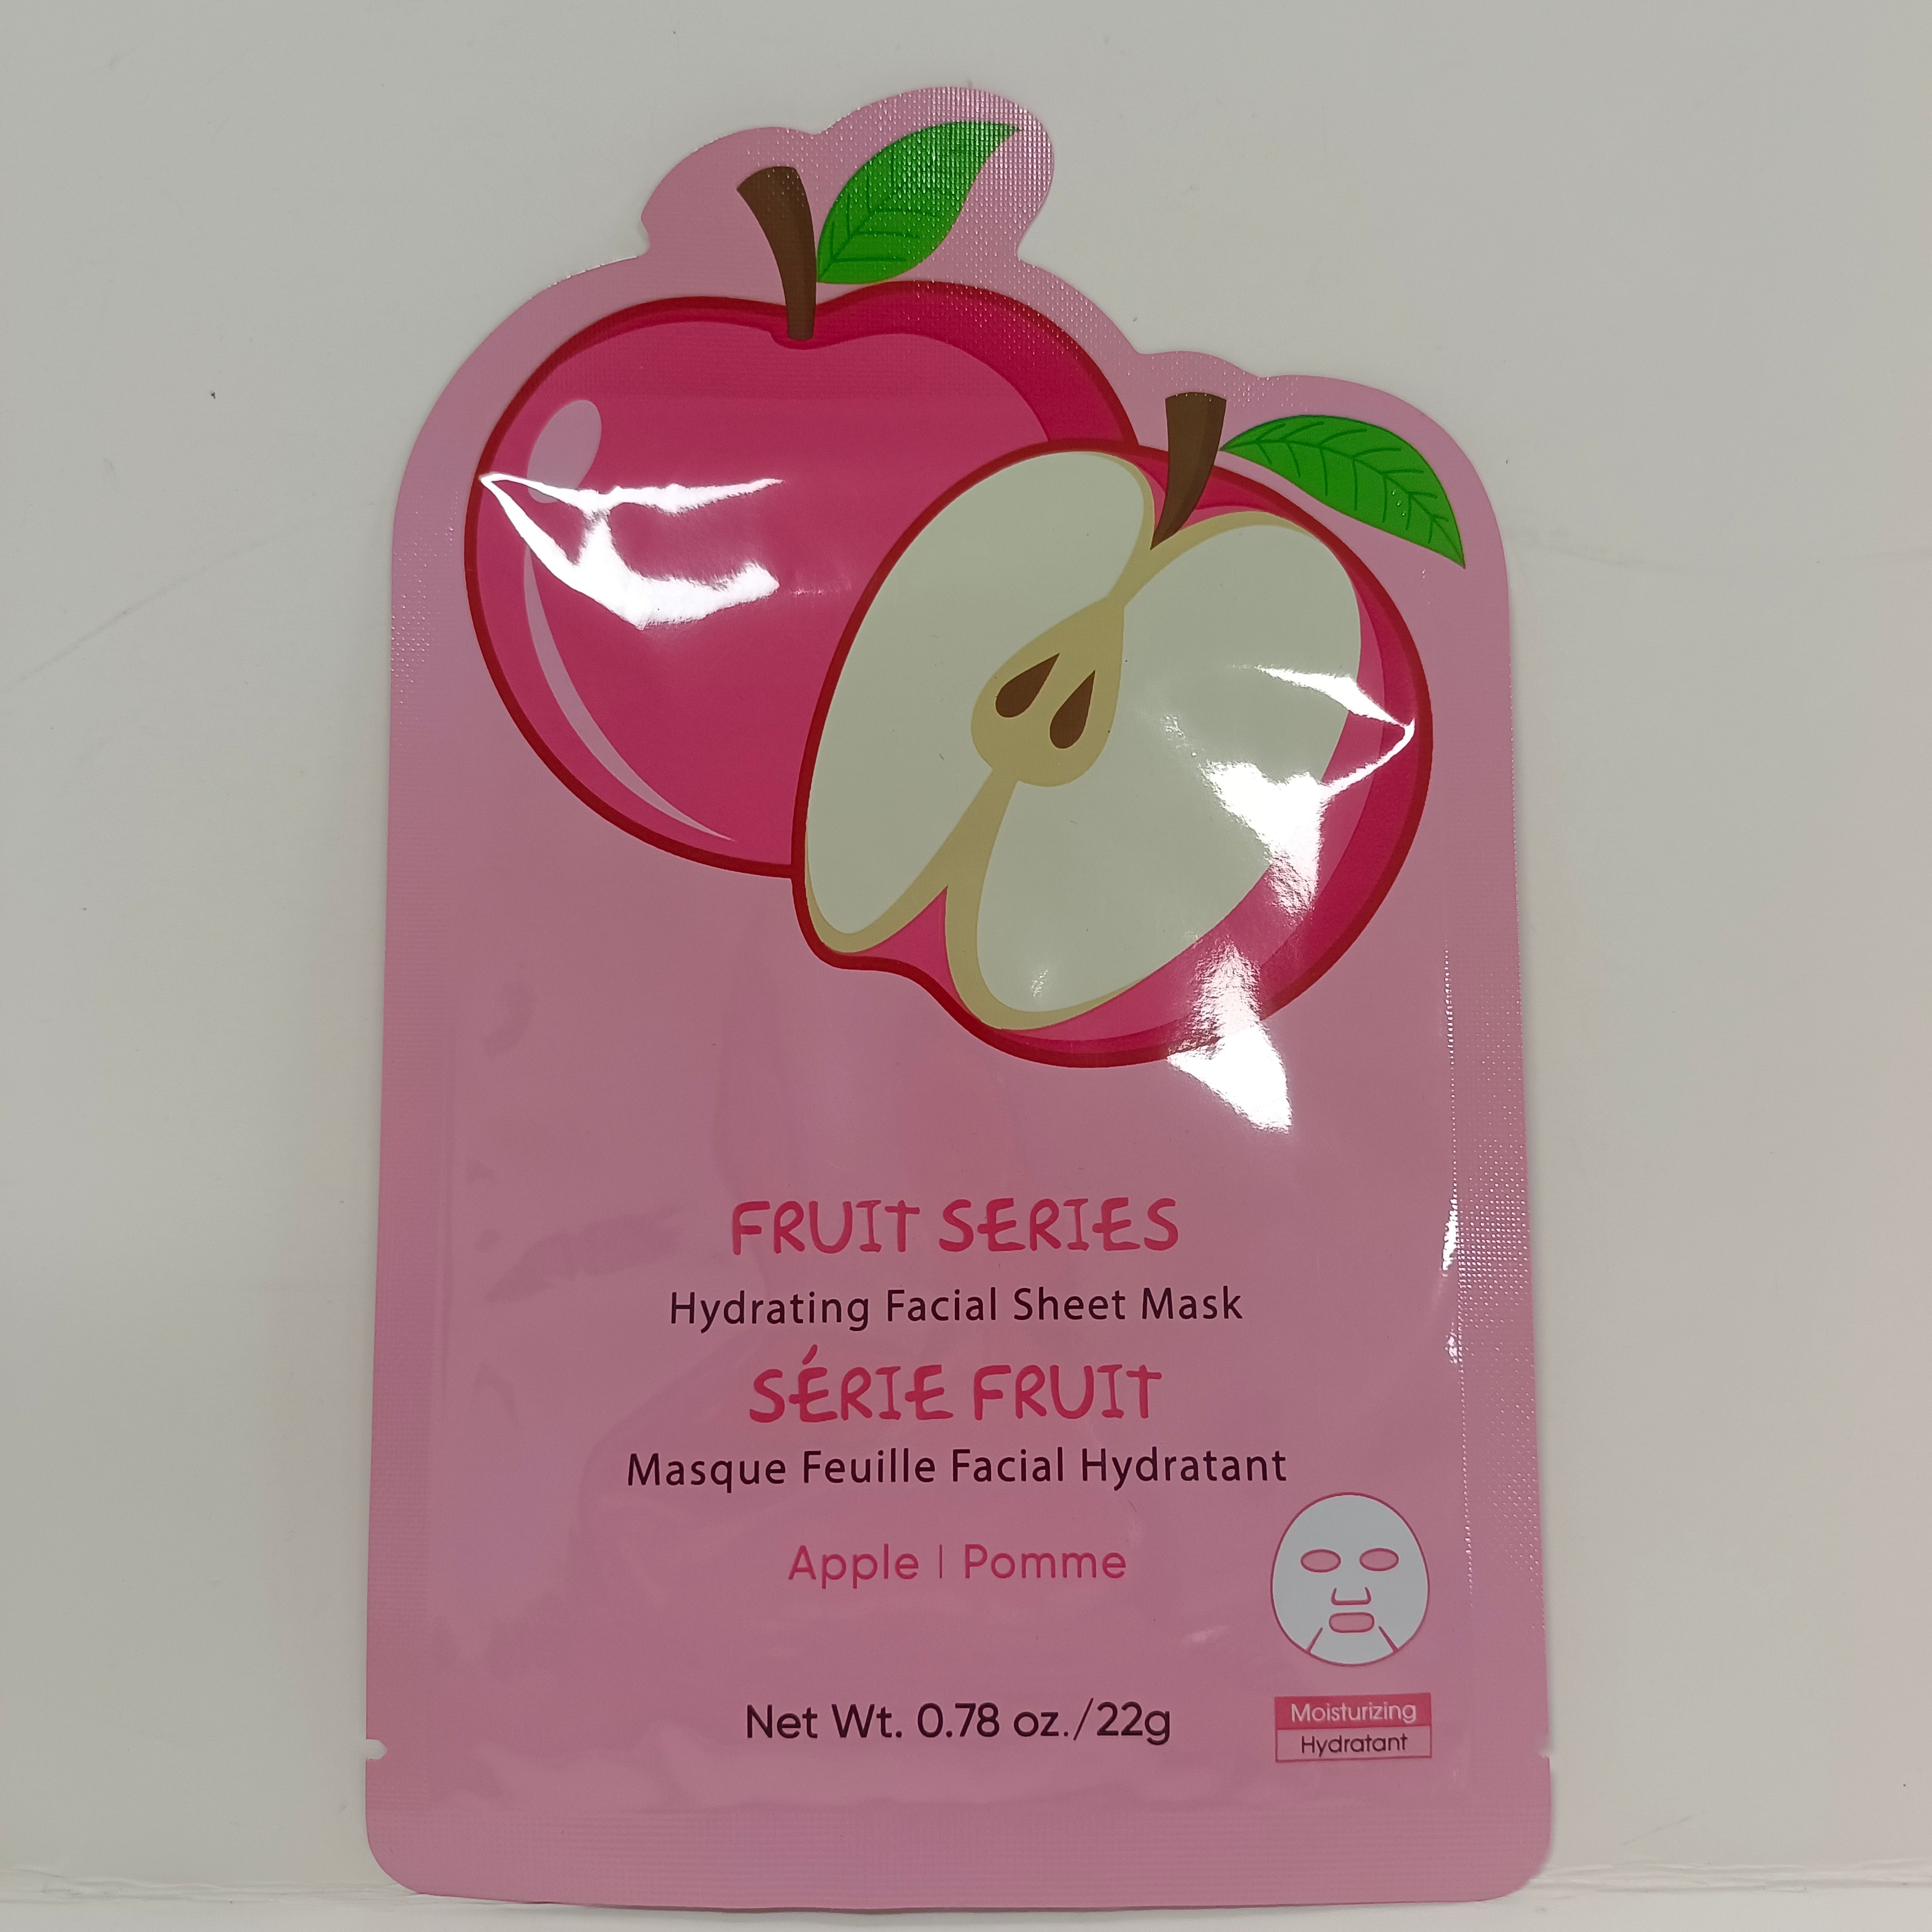 FRUIT SERIES
Hydrating Facial Sheet Mask
SÉRIE FRUIT
Masque Feuille Facial Hydratant
Apple | Pomme
Net Wt. 0.78 oz./22g
Moisturizing
Hydratant